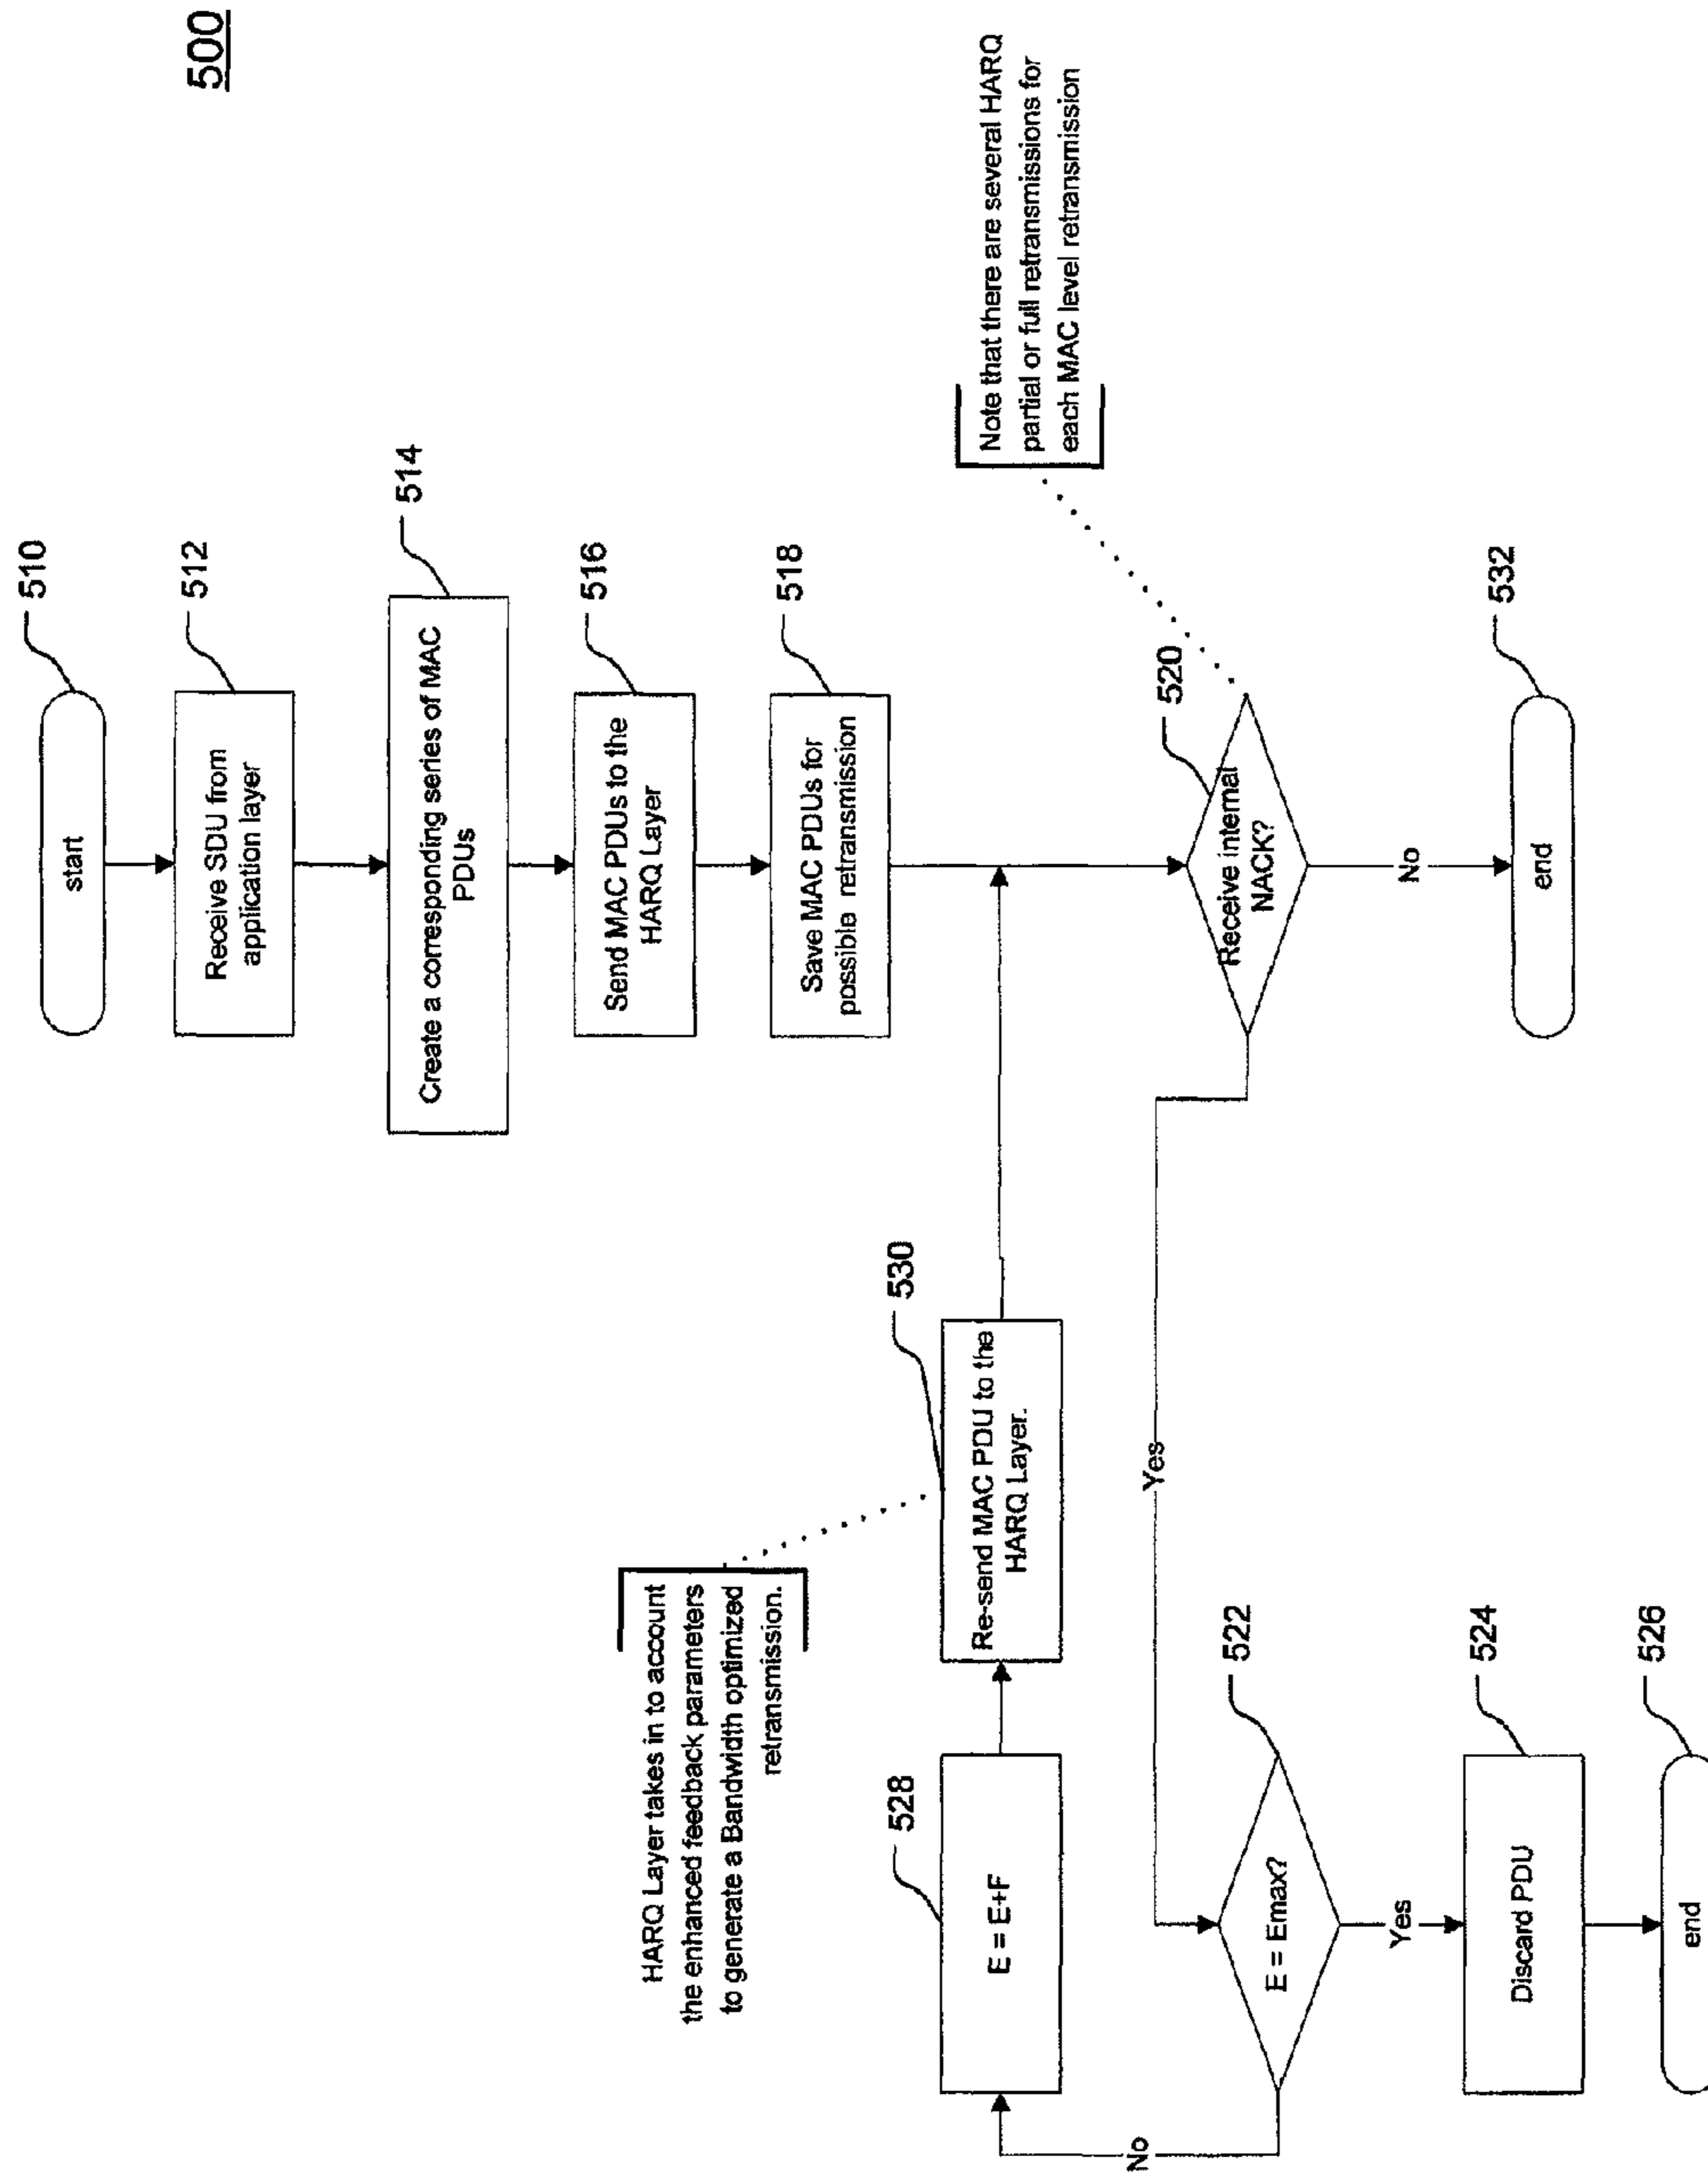 500
start
510
Receive SDU from
application layer
512
Create a corresponding series of MAC
PDUs
514
Send MAC PDUs to the
HARQ Layer
516
Save MAC PDUs for
possible retransmission
518
Receive internal
NACK?
520
Note that there are several HARQ
partial or full retransmissions for
each MAC level retransmission
No
end
532
Yes
E = Emax?
522
Yes
Discard PDU
524
end
526
No
E = E+F
528
Re-send MAC PDU to the
HARQ Layer.
530
HARQ Layer takes in to account
the enhanced feedback parameters
to generate a Bandwidth optimized
retransmission.